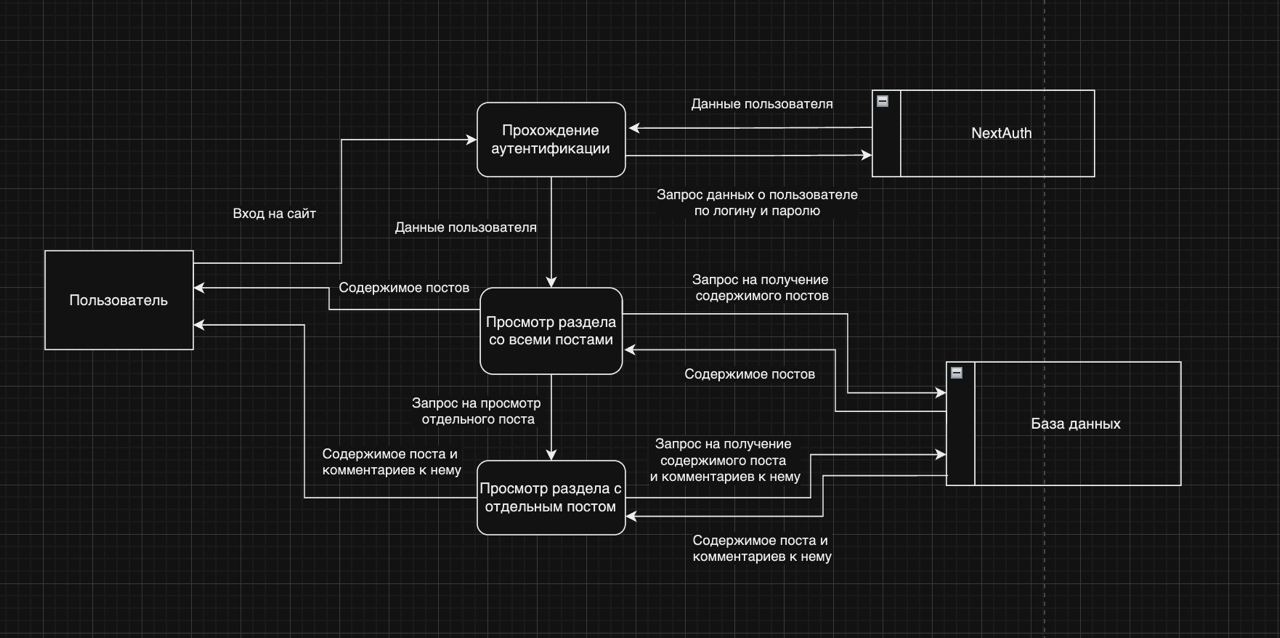 Данные пользователя
Прохождение
аутентификации
NextAuth
Запрос данных о пользователе
по логину и паролю
Вход на сайт
Данные пользователя
Пользователь
Содержимое постов
Запрос на получение
содержимого постов
Просмотр раздела
со всеми постами
Содержимое постов
Запрос на просмотр
отдельного поста
База данных
Содержимое поста и
комментариев к нему
Запрос на получение
содержимого поста
и комментариев к нему
Просмотр раздела с
отдельным постом
Содержимое поста и
комментариев к нему